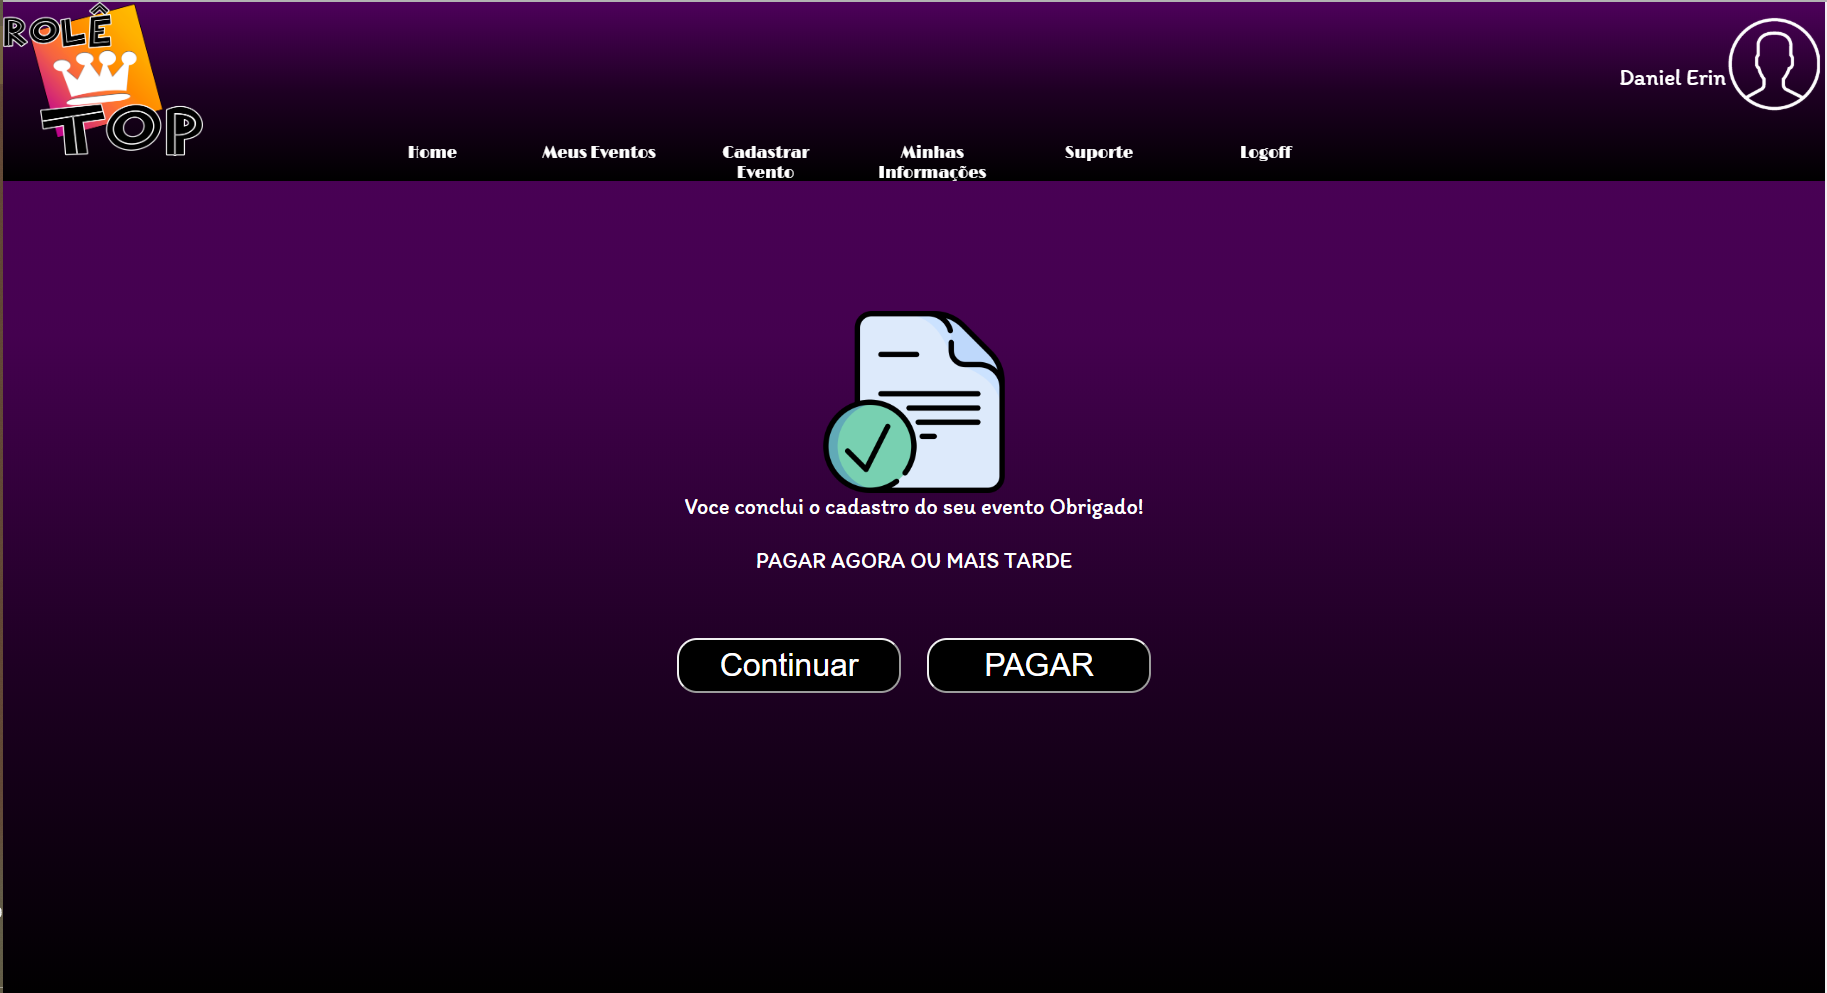 ROLÊ
TOP
Daniel Erin
Home
Meus Eventos
Cadastrar
Evento
Minhas
Informações
Suporte
Logoff
Voce conclui o cadastro do seu evento Obrigado!
PAGAR AGORA OU MAIS TARDE
Continuar
PAGAR